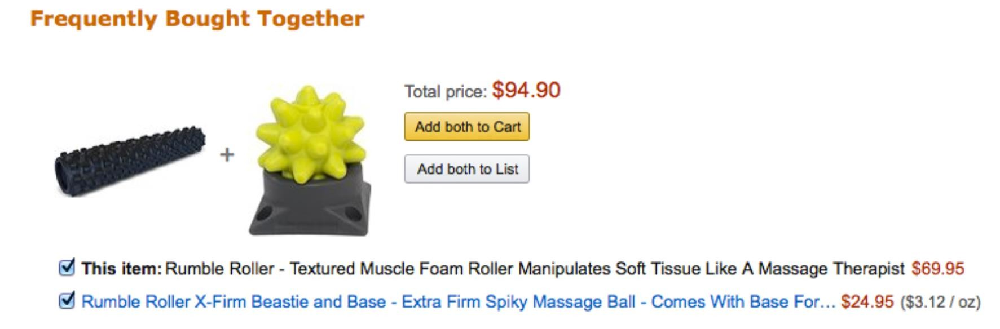 Frequently Bought Together
Total price: $94.90
Add both to Cart
+
Add both to List
This item: Rumble Roller - Textured Muscle Foam Roller Manipulates Soft Tissue Like A Massage Therapist $69.95
Rumble Roller X-Firm Beastie and Base - Extra Firm Spiky Massage Ball - Comes With Base For... $24.95 ($3.12 / oz)